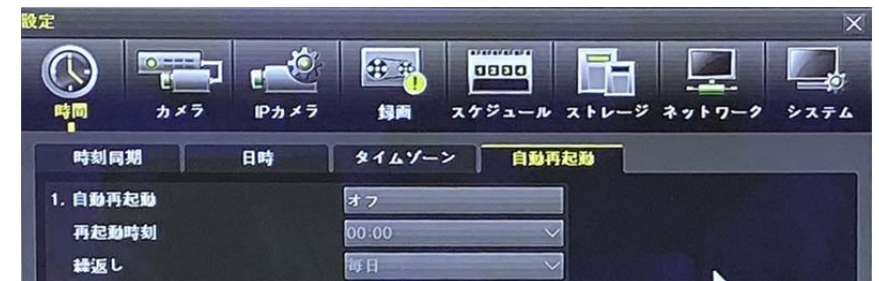 設定
時間 カメラ IPカメラ 録画 スケジュール ストレージ ネットワーク システム
時刻同期 日時 タイムゾーン 自動再起動
1. 自動再起動 オフ
再起動時刻 00:00
繰返し 毎日